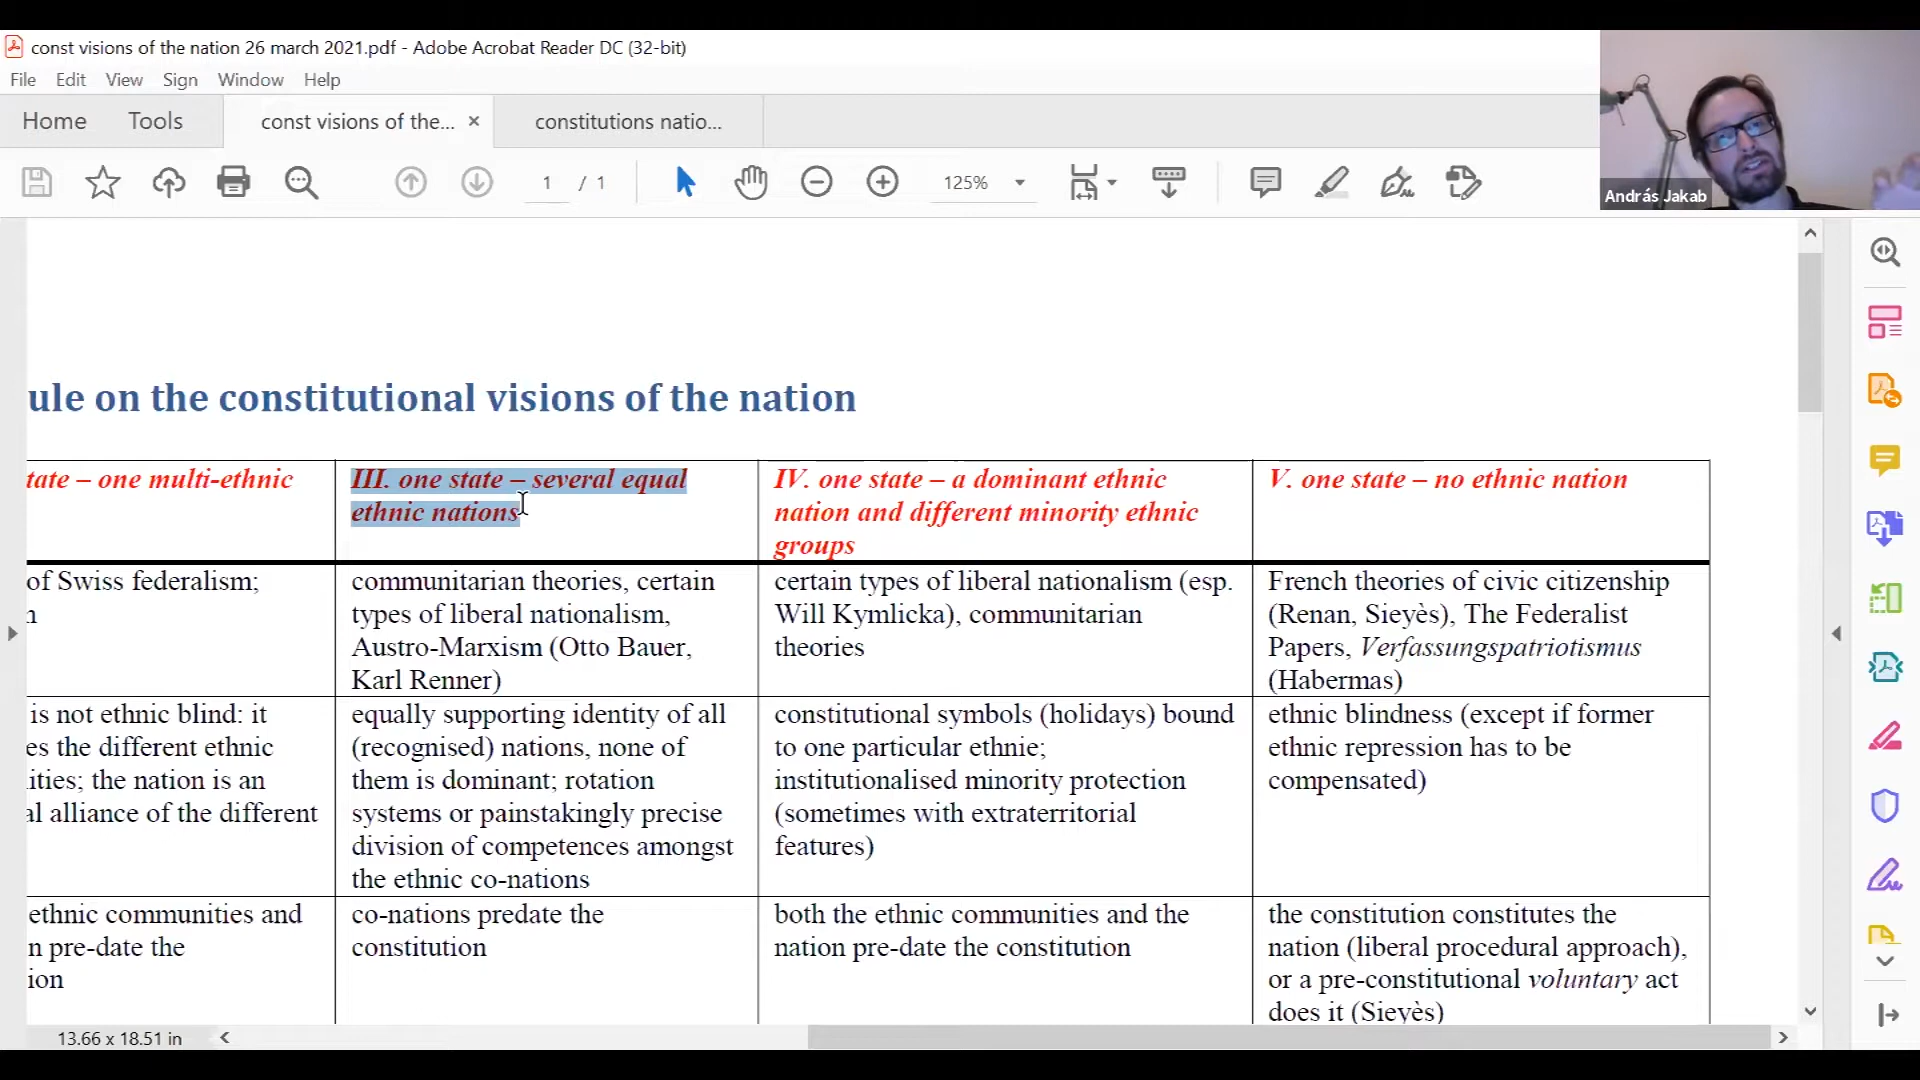 const visions of the nation 26 march 2021.pdf - Adobe Acrobat Reader DC (32-bit)
File Edit View Sign Window Help
Home Tools const visions of the... × constitutions natio...
1 / 1 125%
András Jakab
ule on the constitutional visions of the nation
tate – one multi-ethnic
III. one state – several equal
ethnic nations
IV. one state – a dominant ethnic
nation and different minority ethnic
groups
V. one state – no ethnic nation
of Swiss federalism;
n
communitarian theories, certain
types of liberal nationalism,
Austro-Marxism (Otto Bauer,
Karl Renner)
certain types of liberal nationalism (esp.
Will Kymlicka), communitarian
theories
French theories of civic citizenship
(Renan, Sieyès), The Federalist
Papers, Verfassungspatriotismus
(Habermas)
is not ethnic blind: it
es the different ethnic
ities; the nation is an
al alliance of the different
equally supporting identity of all
(recognised) nations, none of
them is dominant; rotation
systems or painstakingly precise
division of competences amongst
the ethnic co-nations
constitutional symbols (holidays) bound
to one particular ethnie;
institutionalised minority protection
(sometimes with extraterritorial
features)
ethnic blindness (except if former
ethnic repression has to be
compensated)
ethnic communities and
n pre-date the
ion
co-nations predate the
constitution
both the ethnic communities and the
nation pre-date the constitution
the constitution constitutes the
nation (liberal procedural approach),
or a pre-constitutional voluntary act
does it (Sieyès)
13.66 x 18.51 in